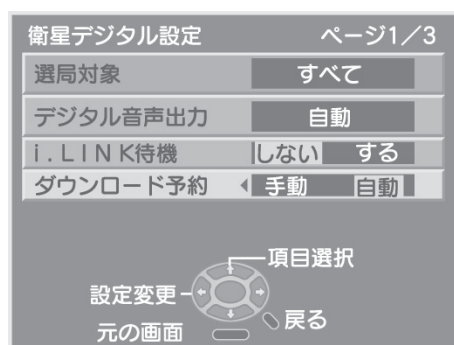 衛星デジタル設定 ページ1／3
選局対象 すべて
デジタル音声出力 自動
i．LINK待機 しない する
ダウンロード予約 手動 自動
項目選択
設定変更
戻る
元の画面